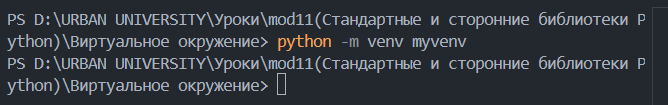 PS D:\URBAN UNIVERSITY\Уроки\mod11(Стандартные и сторонние библиотеки P
ython)\Виртуальное окружение> python -m venv myvenv
PS D:\URBAN UNIVERSITY\Уроки\mod11(Стандартные и сторонние библиотеки P
ython)\Виртуальное окружение>